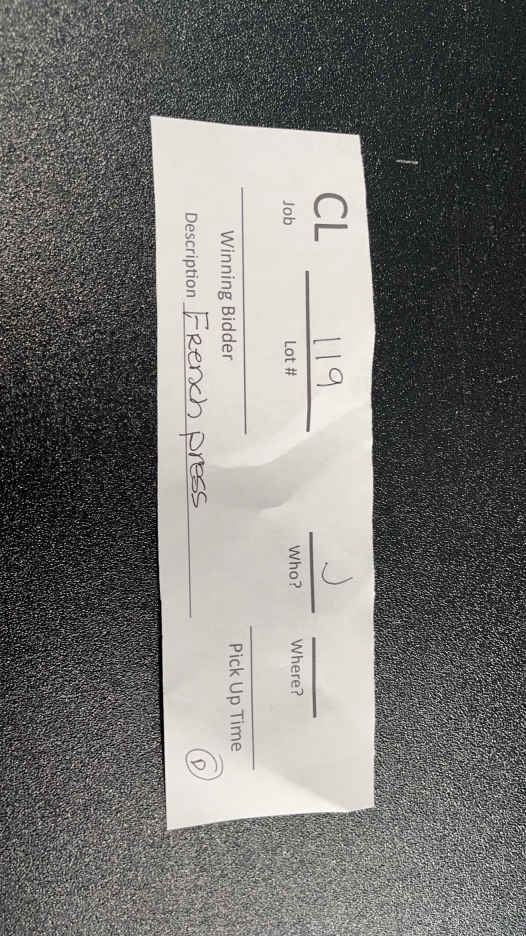 CL 119 J
Job Lot # Who? Where?
Winning Bidder Pick Up Time
Description French press D